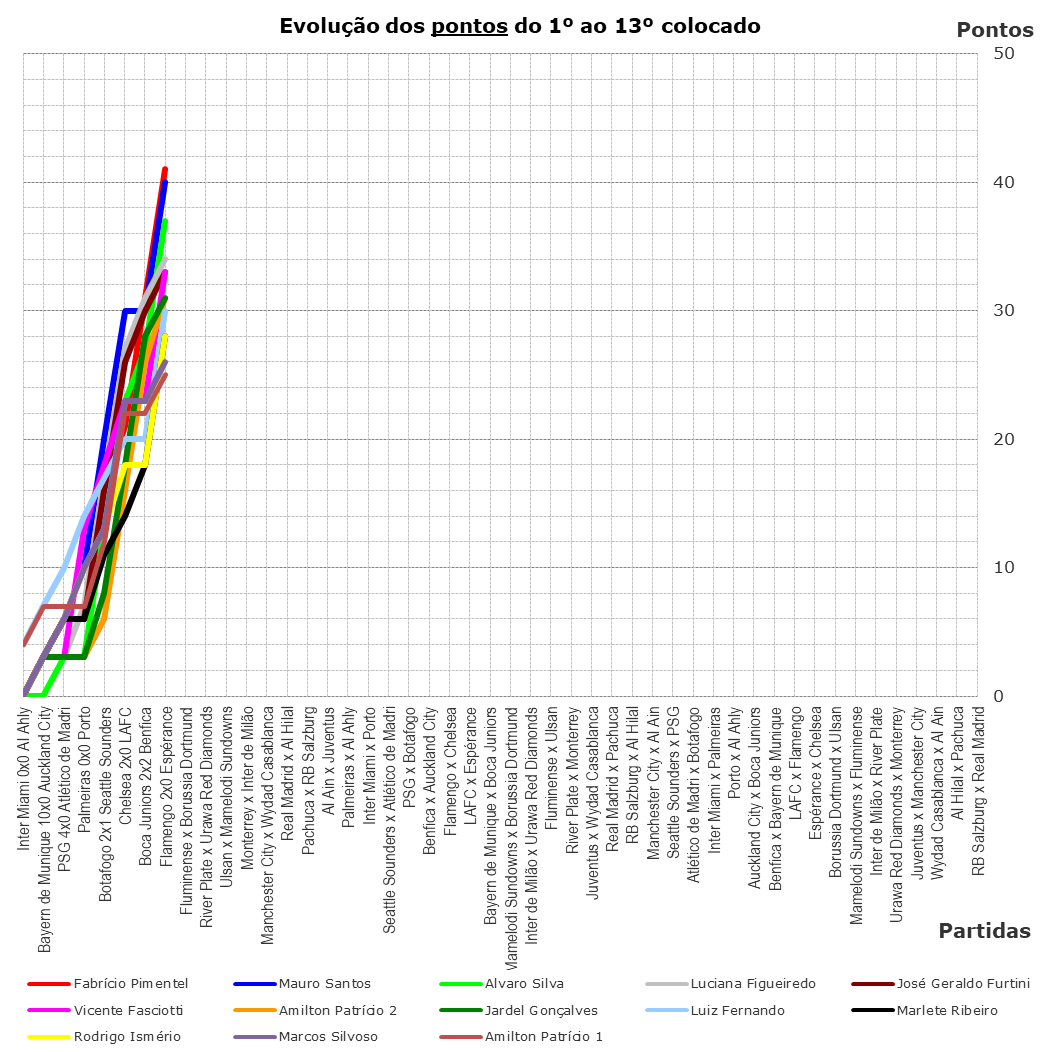 Evolução dos pontos do 1º ao 13º colocado
Pontos
50
40
30
20
10
0
Inter Miami 0x0 Al Ahly
Bayern de Munique 10x0 Auckland City
PSG 4x0 Atlético de Madri
Palmeiras 0x0 Porto
Botafogo 2x1 Seattle Sounders
Chelsea 2x0 LAFC
Boca Juniors 2x2 Benfica
Flamengo 2x0 Espérance
Fluminense x Borussia Dortmund
River Plate x Urawa Red Diamonds
Ulsan x Mamelodi Sundowns
Monterrey x Inter de Milão
Manchester City x Wydad Casablanca
Real Madrid x Al Hilal
Pachuca x RB Salzburg
Al Ain x Juventus
Palmeiras x Al Ahly
Inter Miami x Porto
Seattle Sounders x Atlético de Madri
PSG x Botafogo
Benfica x Auckland City
Flamengo x Chelsea
LAFC x Espérance
Bayern de Munique x Boca Juniors
Mamelodi Sundowns x Borussia Dortmund
Inter de Milão x Urawa Red Diamonds
Fluminense x Ulsan
River Plate x Monterrey
Juventus x Wydad Casablanca
Real Madrid x Pachuca
RB Salzburg x Al Hilal
Manchester City x Al Ain
Seattle Sounders x PSG
Atlético de Madri x Botafogo
Inter Miami x Palmeiras
Porto x Al Ahly
Auckland City x Boca Juniors
Benfica x Bayern de Munique
LAFC x Flamengo
Espérance x Chelsea
Borussia Dortmund x Ulsan
Mamelodi Sundowns x Fluminense
Inter de Milão x River Plate
Urawa Red Diamonds x Monterrey
Juventus x Manchester City
Wydad Casablanca x Al Ain
Al Hilal x Pachuca
RB Salzburg x Real Madrid
Partidas
Fabrício Pimentel Mauro Santos Alvaro Silva Luciana Figueiredo José Geraldo Furtini
Vicente Fasciotti Amilton Patrício 2 Jardel Gonçalves Luiz Fernando Marlete Ribeiro
Rodrigo Ismério Marcos Silvoso Amilton Patrício 1